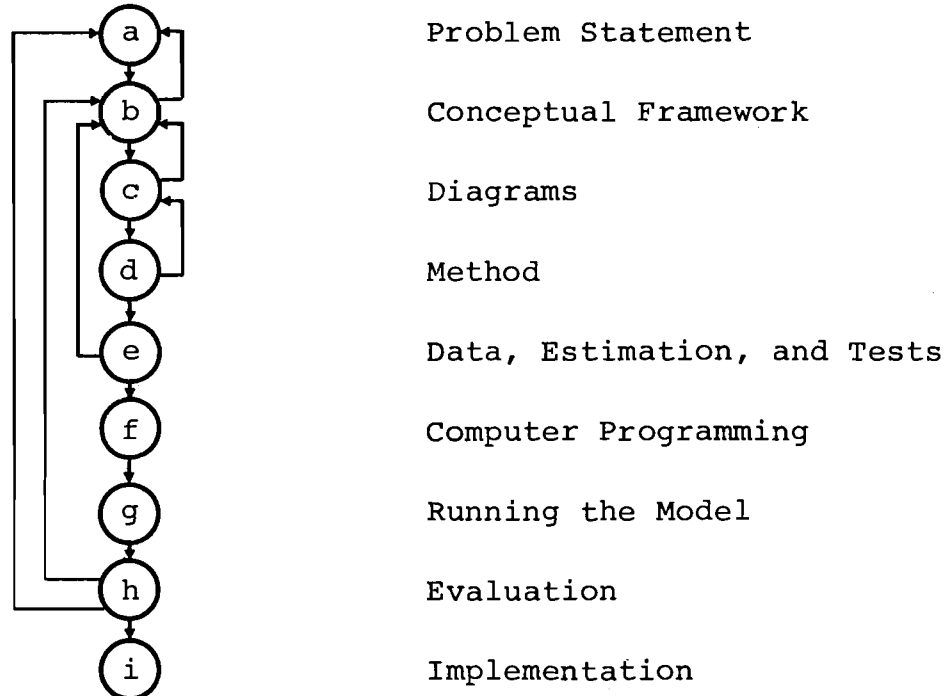 a Problem Statement
b Conceptual Framework
c Diagrams
d Method
e Data, Estimation, and Tests
f Computer Programming
g Running the Model
h Evaluation
i Implementation